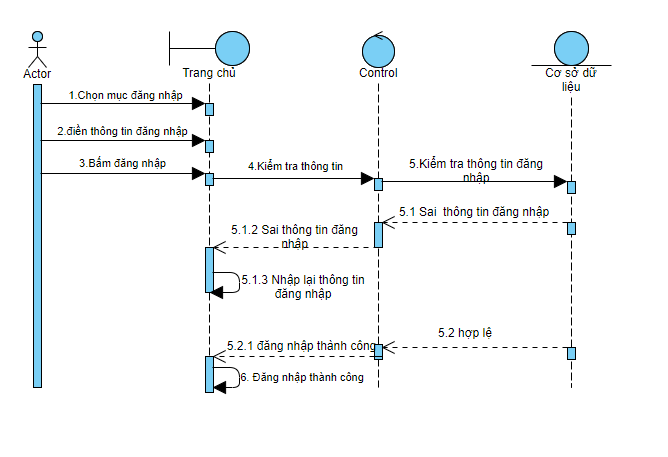 Actor
Trang chủ
Control
Cơ sở dữ
liệu
1.Chọn mục đăng nhập
2.điền thông tin đăng nhập
3.Bấm đăng nhập
4.Kiểm tra thông tin
5.Kiểm tra thông tin đăng
nhập
5.1 Sai thông tin đăng nhập
5.1.2 Sai thông tin đăng
nhập
5.1.3 Nhập lại thông tin
đăng nhập
5.2 hợp lệ
5.2.1 đăng nhập thành công
6. Đăng nhập thành công